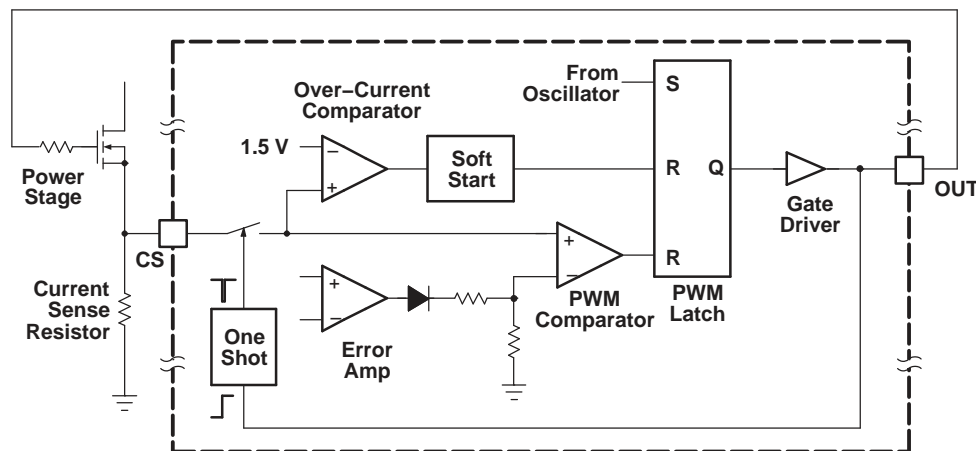 From
Oscillator
S
Over−Current
Comparator
1.5 V
−
+
Soft
Start
R
Q
Power
Stage
OUT
Gate
Driver
CS
+
−
R
Current
Sense
Resistor
+
−
PWM
Comparator
PWM
Latch
One
Shot
Error
Amp